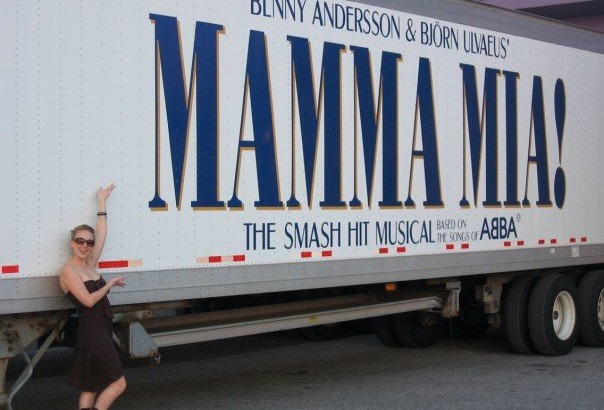 BENNY ANDERSSON & BJÖRN ULVAEUS'
MAMMA MIA!
THE SMASH HIT MUSICAL BASED ON THE SONGS OF ABBA®